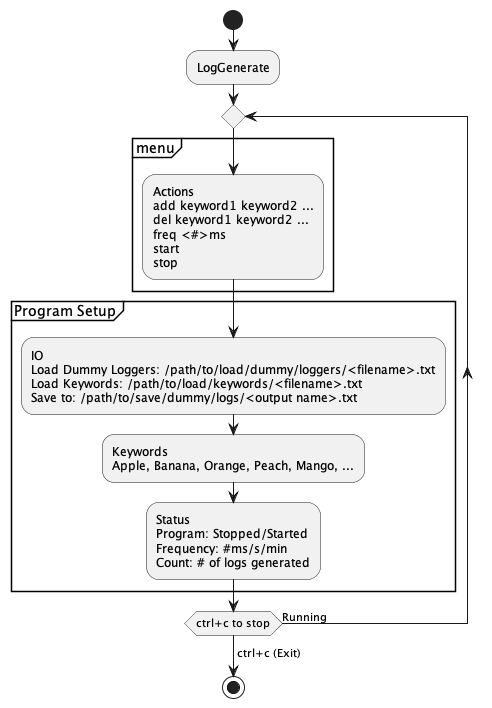 LogGenerate
menu
Actions
add keyword1 keyword2 ...
del keyword1 keyword2 ...
freq <#>ms
start
stop
Program Setup
IO
Load Dummy Loggers: /path/to/load/dummy/loggers/<filename>.txt
Load Keywords: /path/to/load/keywords/<filename>.txt
Save to: /path/to/save/dummy/logs/<output name>.txt
Keywords
Apple, Banana, Orange, Peach, Mango, ...
Status
Program: Stopped/Started
Frequency: #ms/s/min
Count: # of logs generated
ctrl+c to stop
Running
ctrl+c (Exit)